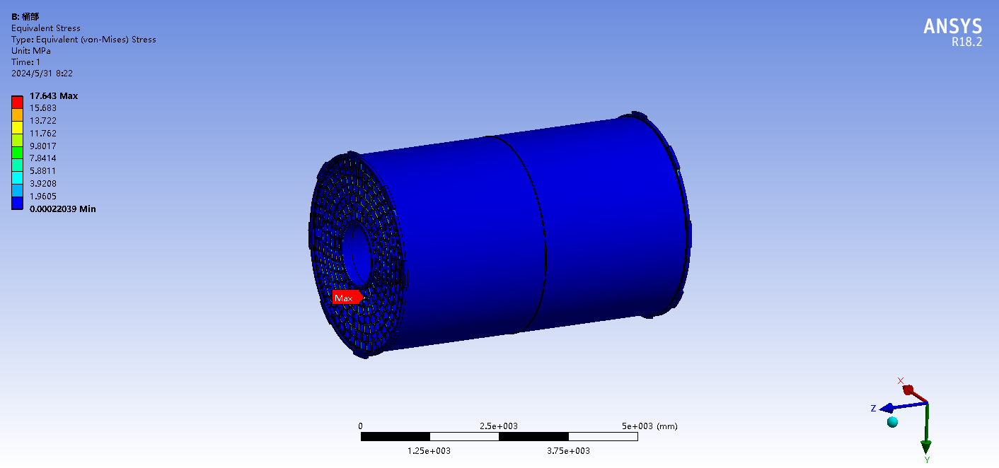 B: 桶部
Equivalent Stress
Type: Equivalent (von-Mises) Stress
Unit: MPa
Time: 1
2024/5/31 8:22
ANSYS
R18.2
17.643 Max
15.683
13.722
11.762
9.8017
7.8414
5.8811
3.9208
1.9605
0.00022039 Min
Max
X
Z
Y
0 2.5e+003 5e+003 (mm)
1.25e+003 3.75e+003